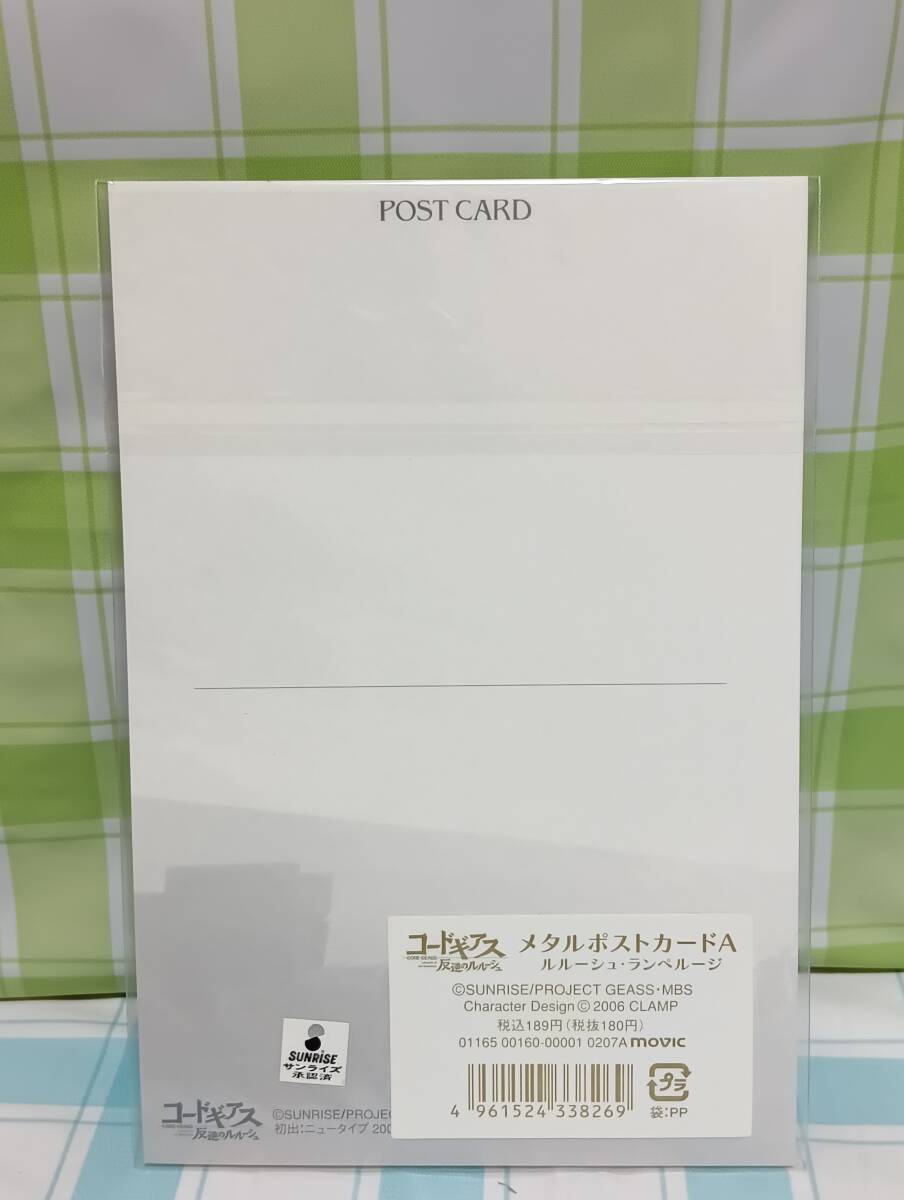 POST CARD
コードギアス
CODE GEASS
反逆のルルーシュ
メタルポストカードA
ルルーシュ・ランペルージ
©SUNRISE/PROJECT GEASS・MBS
Character Design © 2006 CLAMP
税込189円(税抜180円)
01165 00160-00001 0207A movic
4 961524 338269
プラ
袋:PP
SUNRISE
サンライズ
承認済
コードギアス
反逆のルルーシュ
©SUNRISE/PROJEC
初出:ニュータイプ 200